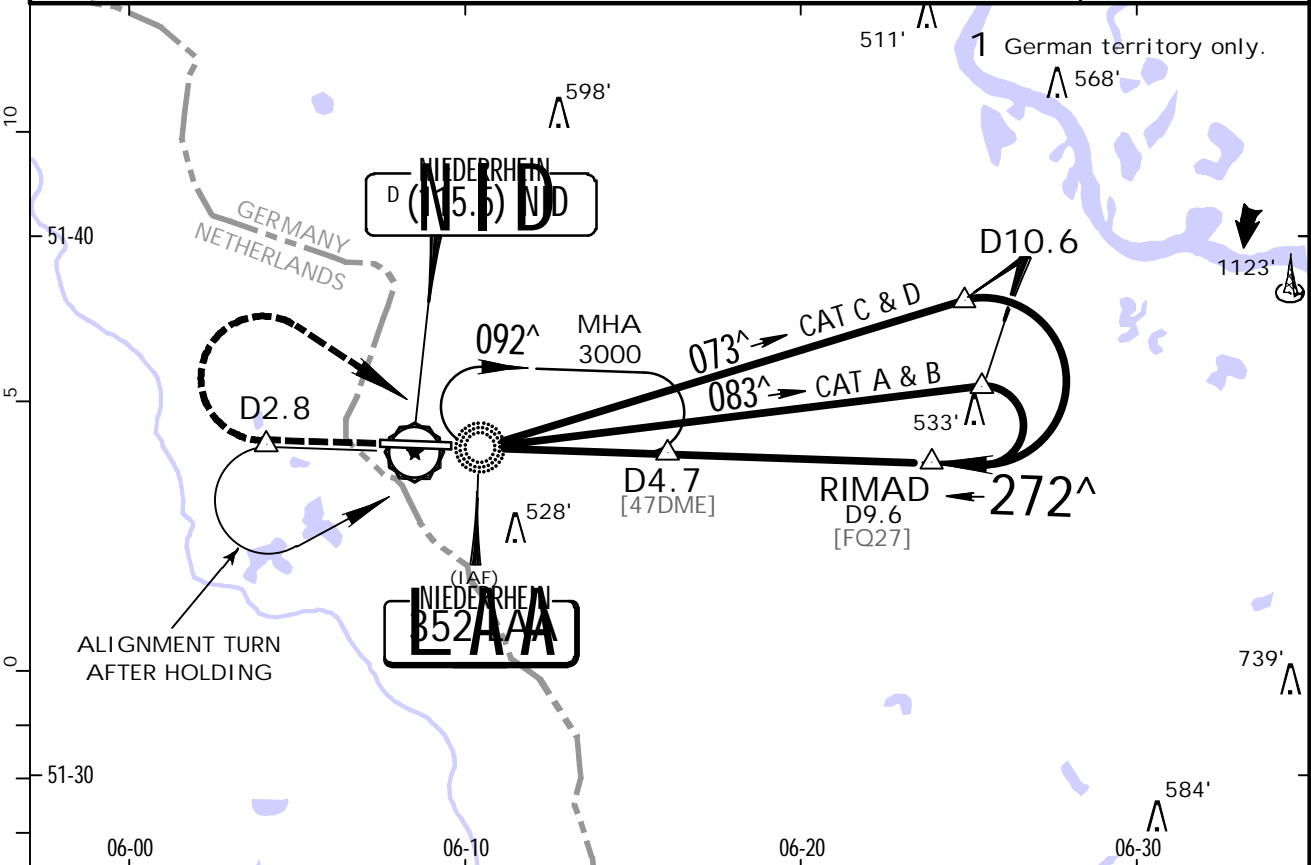 511'
1 German territory only.
568'
598'
10
NIEDERRHEIN
D (115.5) NID
N I D
GERMANY
NETHERLANDS
51-40
D10.6
1123'
MHA
3000
092^
073^ CAT C & D
083^ CAT A & B
5
D2.8
533'
D4.7
[47DME]
RIMAD
D9.6
[FQ27]
272^
528'
(IAF)
NIEDERRHEIN
352 LAA
L A A
ALIGNMENT TURN
AFTER HOLDING
0
739'
51-30
584'
06-00
06-10
06-20
06-30